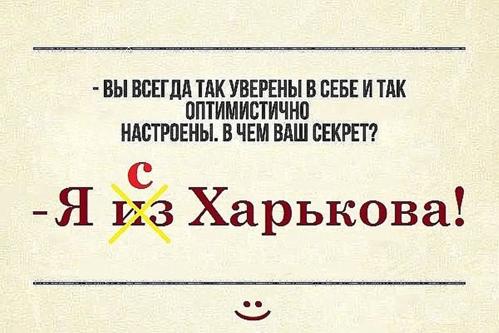 - ВЫ ВСЕГДА ТАК УВЕРЕНЫ В СЕБЕ И ТАК
ОПТИМИСТИЧНО
НАСТРОЕНЫ. В ЧЕМ ВАШ СЕКРЕТ?
с
-Я из Харькова!